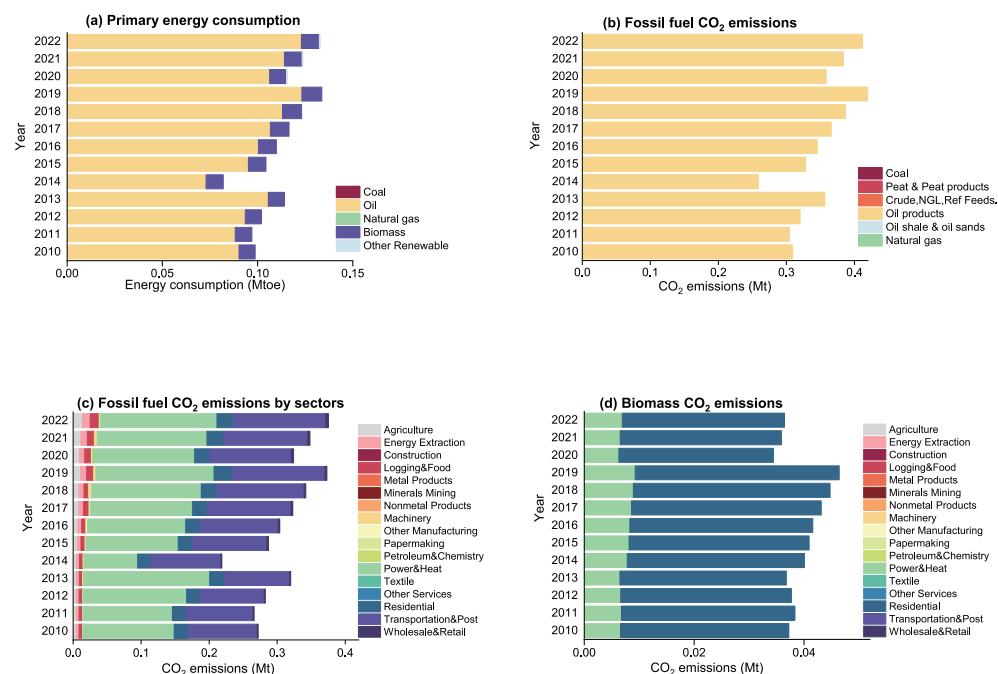 (a) Primary energy consumption
2022
2021
2020
2019
2018
2017
2016
2015
2014
2013
2012
2011
2010
Year
0.00
0.05
0.10
0.15
Energy consumption (Mtoe)
Coal
Oil
Natural gas
Biomass
Other Renewable
(b) Fossil fuel CO₂ emissions
2022
2021
2020
2019
2018
2017
2016
2015
2014
2013
2012
2011
2010
Year
0.0
0.1
0.2
0.3
0.4
CO₂ emissions (Mt)
Coal
Peat & Peat products
Crude,NGL,Ref Feeds.
Oil products
Oil shale & oil sands
Natural gas
(c) Fossil fuel CO₂ emissions by sectors
2022
2021
2020
2019
2018
2017
2016
2015
2014
2013
2012
2011
2010
Year
0.0
0.1
0.2
0.3
0.4
CO₂ emissions (Mt)
Agriculture
Energy Extraction
Construction
Logging&Food
Metal Products
Minerals Mining
Nonmetal Products
Machinery
Other Manufacturing
Papermaking
Petroleum&Chemistry
Power&Heat
Textile
Other Services
Residential
Transportation&Post
Wholesale&Retail
(d) Biomass CO₂ emissions
2022
2021
2020
2019
2018
2017
2016
2015
2014
2013
2012
2011
2010
Year
0.00
0.02
0.04
CO₂ emissions (Mt)
Agriculture
Energy Extraction
Construction
Logging&Food
Metal Products
Minerals Mining
Nonmetal Products
Machinery
Other Manufacturing
Papermaking
Petroleum&Chemistry
Power&Heat
Textile
Other Services
Residential
Transportation&Post
Wholesale&Retail